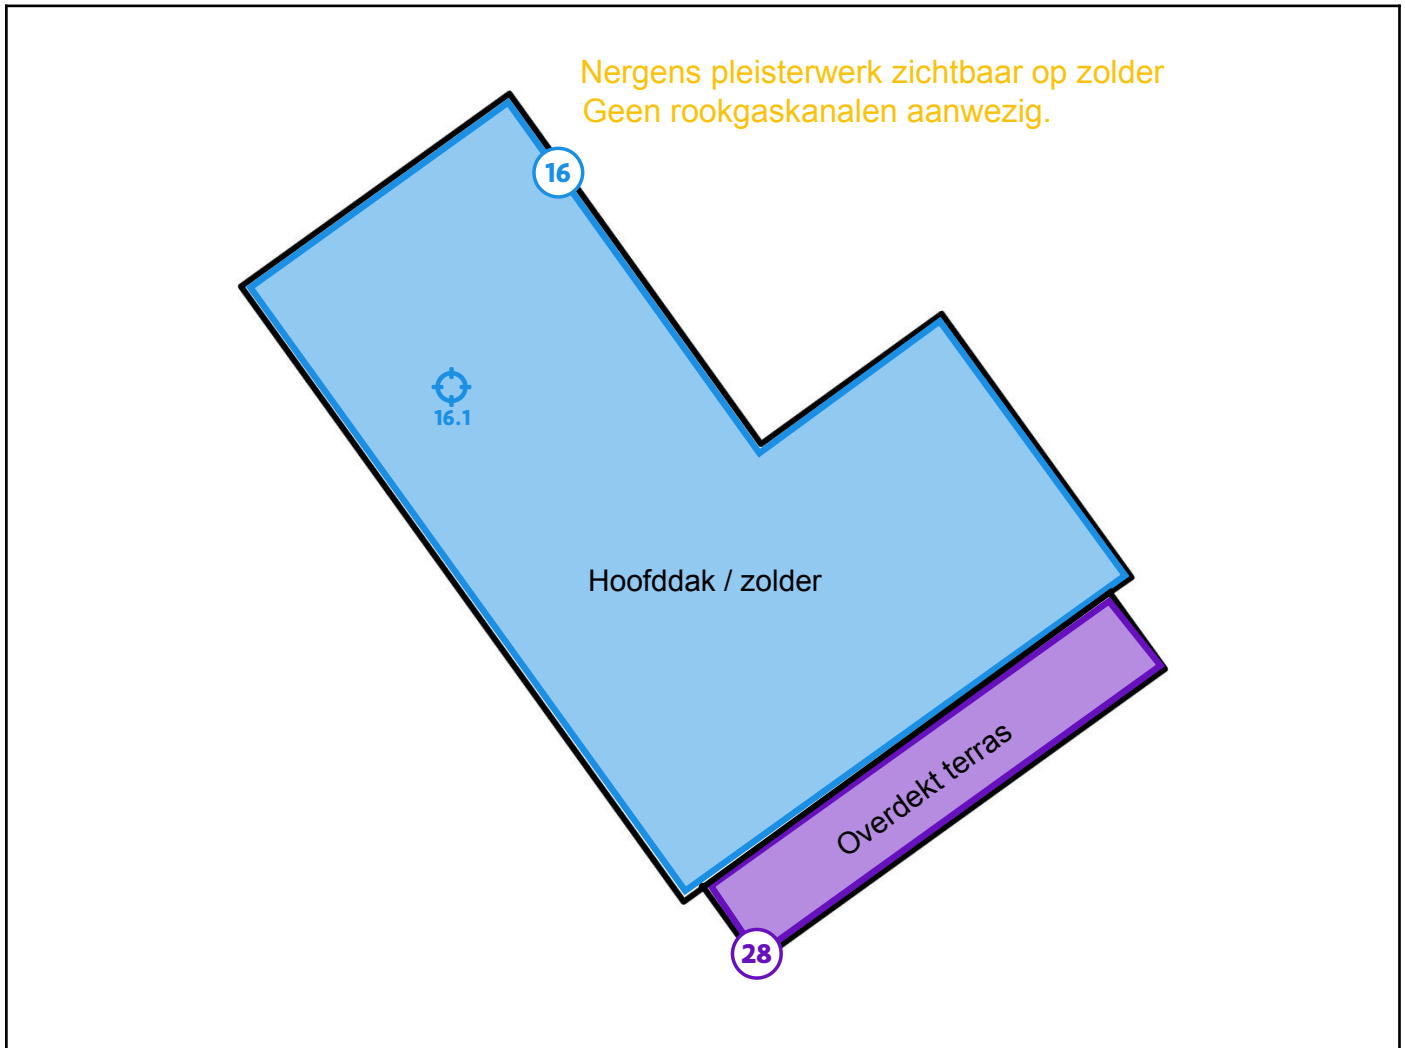 Nergens pleisterwerk zichtbaar op zolder
Geen rookgaskanalen aanwezig.
16
16.1
Hoofddak / zolder
Overdekt terras
28